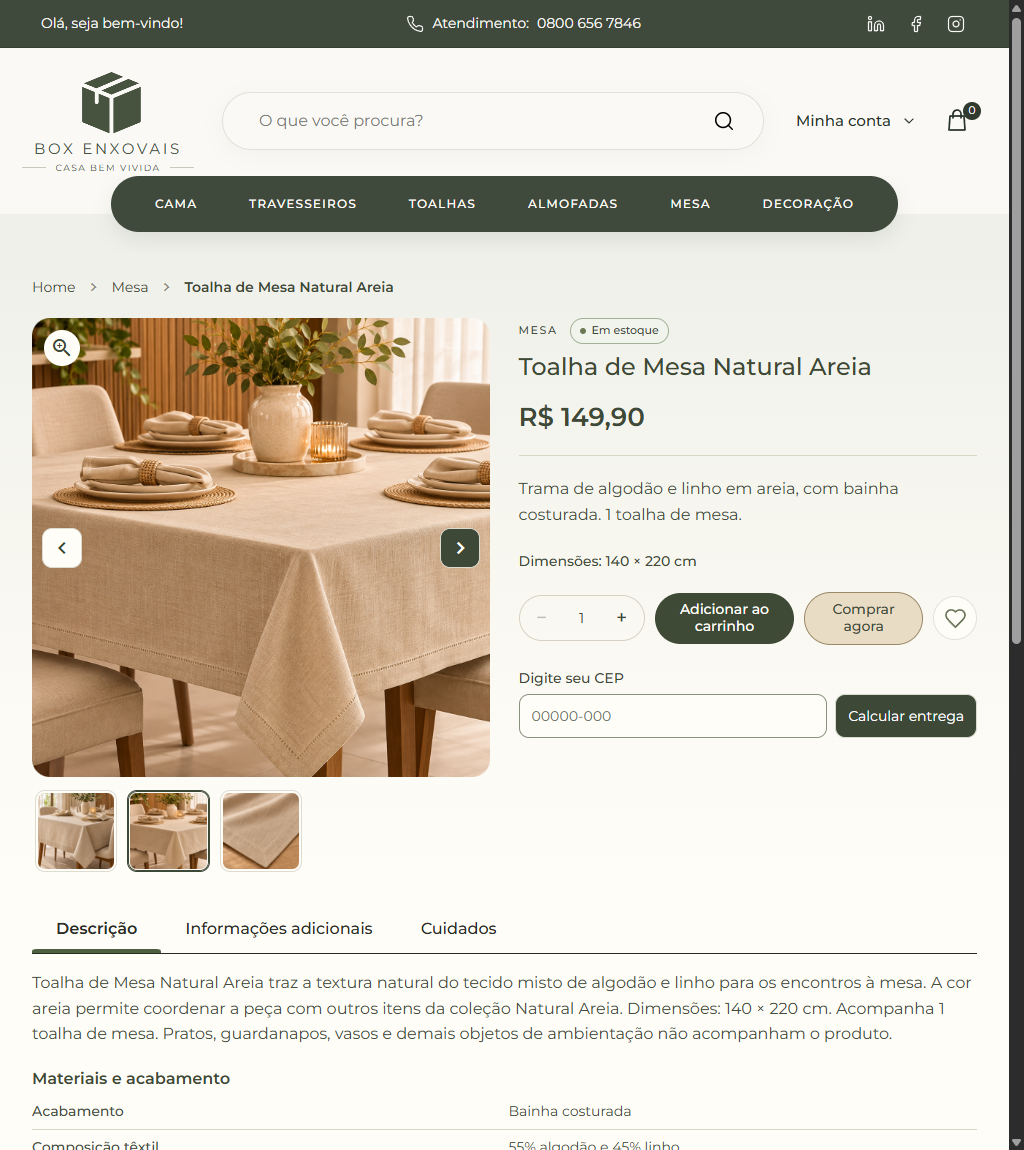 Olá, seja bem-vindo!
Atendimento: 0800 656 7846
BOX ENXOVAIS
CASA BEM VIVIDA
O que você procura?
Minha conta
0
CAMA
TRAVESSEIROS
TOALHAS
ALMOFADAS
MESA
DECORAÇÃO
Home
Mesa
Toalha de Mesa Natural Areia
MESA
Em estoque
Toalha de Mesa Natural Areia
R$ 149,90
Trama de algodão e linho em areia, com bainha
costurada. 1 toalha de mesa.
Dimensões: 140 × 220 cm
− 1 +
Adicionar ao
carrinho
Comprar
agora
Digite seu CEP
00000-000
Calcular entrega
Descrição
Informações adicionais
Cuidados
Toalha de Mesa Natural Areia traz a textura natural do tecido misto de algodão e linho para os encontros à mesa. A cor
areia permite coordenar a peça com outros itens da coleção Natural Areia. Dimensões: 140 × 220 cm. Acompanha 1
toalha de mesa. Pratos, guardanapos, vasos e demais objetos de ambientação não acompanham o produto.
Materiais e acabamento
Acabamento
Bainha costurada
Composição têxtil
55% algodão e 45% linho